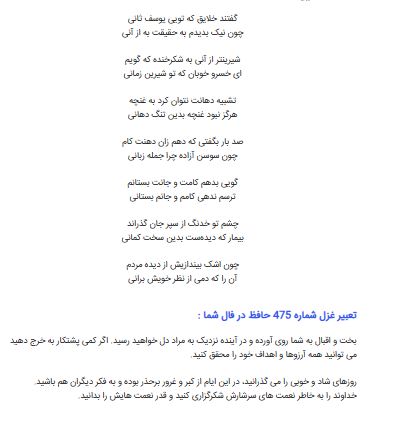 گفتند خلایق که تویی یوسف ثانی
چون نیک بدیدم به حقیقت به از آنی
شیرینتر از آنی به شکرخنده که گویم
ای خسرو خوبان که تو شیرین زمانی
تشبیه دهانت نتوان کرد به غنچه
هرگز نبود غنچه بدین تنگ دهانی
صد بار بگفتی که دهم زان دهنت کام
چون سوسن آزاده چرا جمله زبانی
گویی بدهم کامت و جانت بستانم
ترسم ندهی کامم و جانم بستانی
چشم تو خدنگ از سپر جان گذراند
بیمار که دیده‌ست بدین سخت کمانی
چون اشک بیندازیش از دیده مردم
آن را که دمی از نظر خویش برانی
تعبیر غزل شماره 475 حافظ در فال شما :
بخت و اقبال به شما روی آورده و در آینده نزدیک به مراد دل خواهید رسید. اگر کمی پشتکار به خرج دهید
می توانید همه آرزوها و اهداف خود را محقق کنید.
روزهای شاد و خوبی را می گذرانید، در این ایام از کبر و غرور برحذر بوده و به فکر دیگران هم باشید.
خداوند را به خاطر نعمت های سرشارش شکرگزاری کنید و قدر نعمت هایش را بدانید.